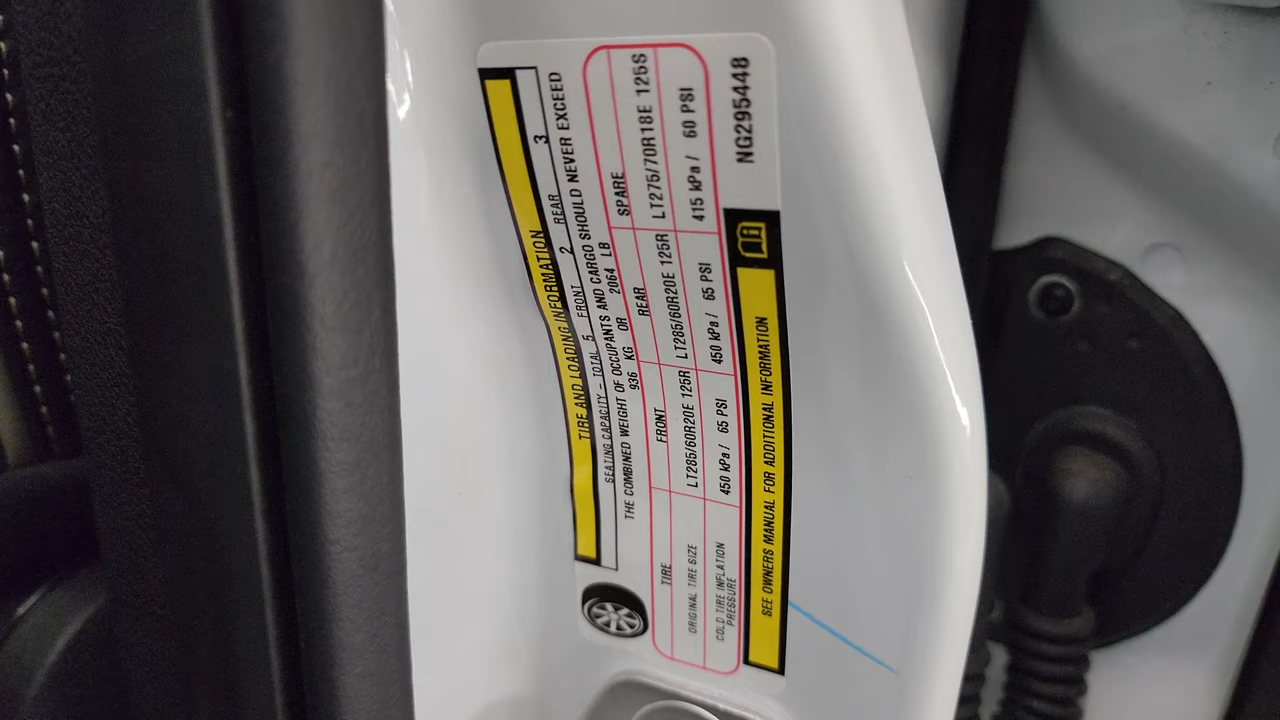 TIRE AND LOADING INFORMATION
SEATING CAPACITY – TOTAL 5 FRONT 2 REAR 3
THE COMBINED WEIGHT OF OCCUPANTS AND CARGO SHOULD NEVER EXCEED
936 KG OR 2064 LB
TIRE FRONT REAR SPARE
ORIGINAL TIRE SIZE LT285/60R20E 125R LT285/60R20E 125R LT275/70R18E 125S
COLD TIRE INFLATION PRESSURE 450 kPa / 65 PSI 450 kPa / 65 PSI 415 kPa / 60 PSI
SEE OWNERS MANUAL FOR ADDITIONAL INFORMATION
NG295448